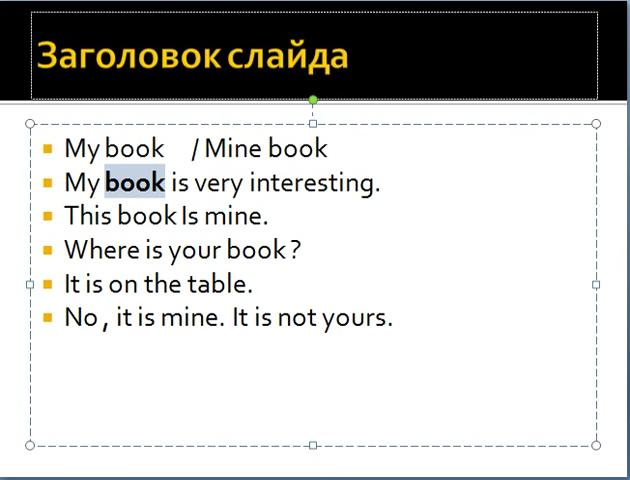 Заголовок слайда
My book / Mine book
My book is very interesting.
This book Is mine.
Where is your book ?
It is on the table.
No , it is mine. It is not yours.